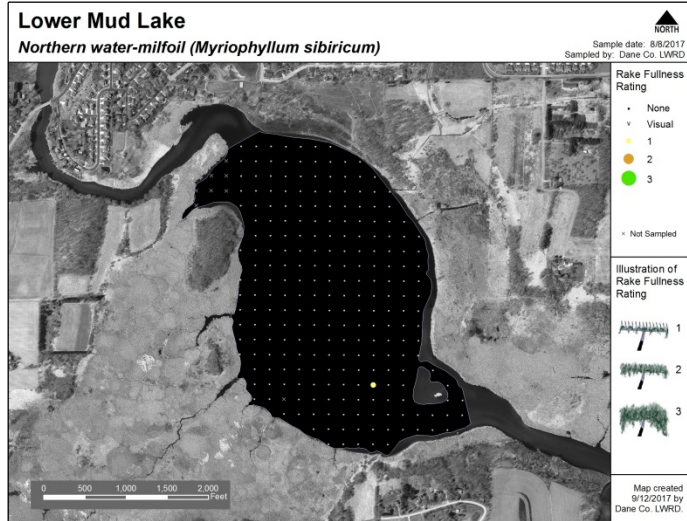 Lower Mud Lake
Northern water-milfoil (Myriophyllum sibiricum)
NORTH
Sample date: 8/8/2017
Sampled by: Dane Co. LWRD
Rake Fullness
Rating
None
v Visual
1
2
3
× Not Sampled
Illustration of
Rake Fullness
Rating
1
2
3
0 500 1,000 1,500 2,000
Feet
Map created
9/12/2017 by
Dane Co. LWRD.